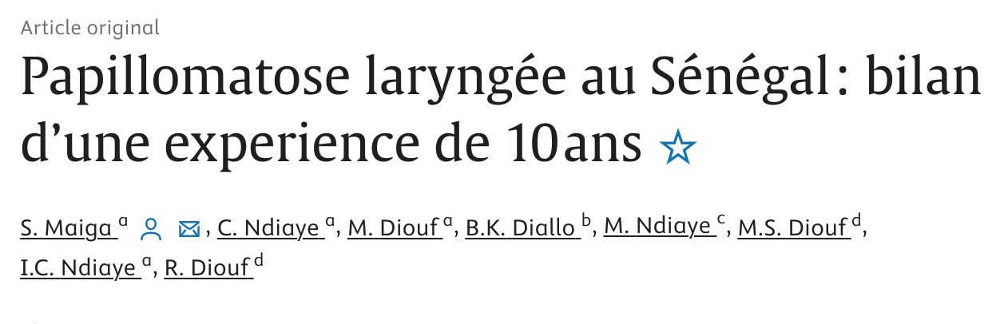 Article original
Papillomatose laryngée au Sénégal : bilan
d’une experience de 10 ans
S. Maiga a, C. Ndiaye a, M. Diouf a, B.K. Diallo b, M. Ndiaye c, M.S. Diouf d,
I.C. Ndiaye a, R. Diouf d